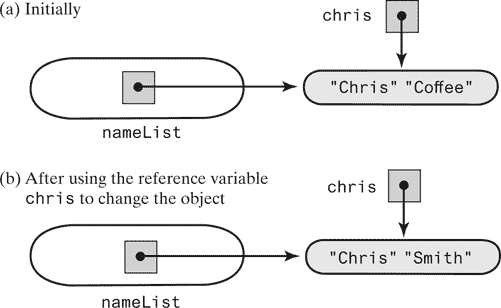 (a) Initially
chris
"Chris" "Coffee"
nameList
(b) After using the reference variable
chris to change the object
chris
"Chris" "Smith"
nameList